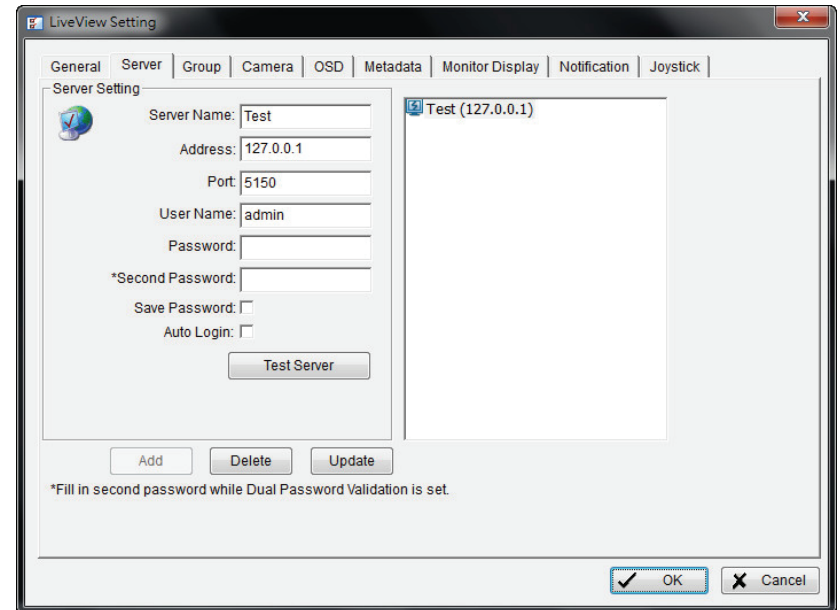 LiveView Setting
General Server Group Camera OSD Metadata Monitor Display Notification Joystick
Server Setting
Server Name: Test
Address: 127.0.0.1
Port: 5150
User Name: admin
Password:
*Second Password:
Save Password:
Auto Login:
Test Server
Test (127.0.0.1)
Add Delete Update
*Fill in second password while Dual Password Validation is set.
OK Cancel